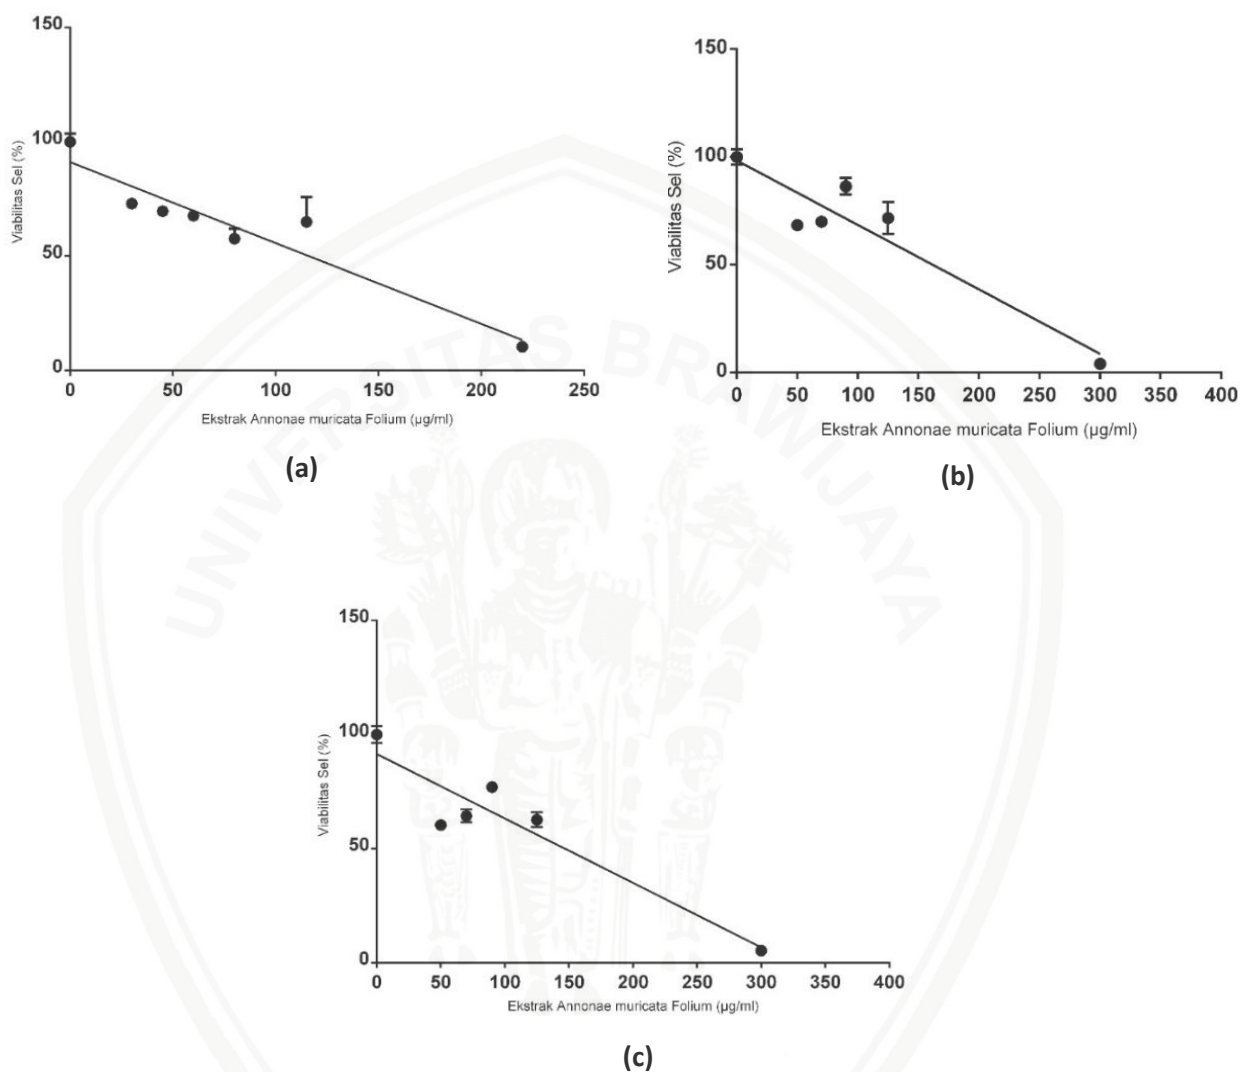 150
100
50
0
Viabilitas Sel (%)
0 50 100 150 200 250
Ekstrak Annonae muricata Folium (µg/ml)
(a)
150
100
50
0
Viabilitas Sel (%)
0 50 100 150 200 250 300 350 400
Ekstrak Annonae muricata Folium (µg/ml)
(b)
UNIVERSITAS BRAWIJAYA
150
100
50
0
Viabilitas Sel (%)
0 50 100 150 200 250 300 350 400
Ekstrak Annonae muricata Folium (µg/ml)
(c)